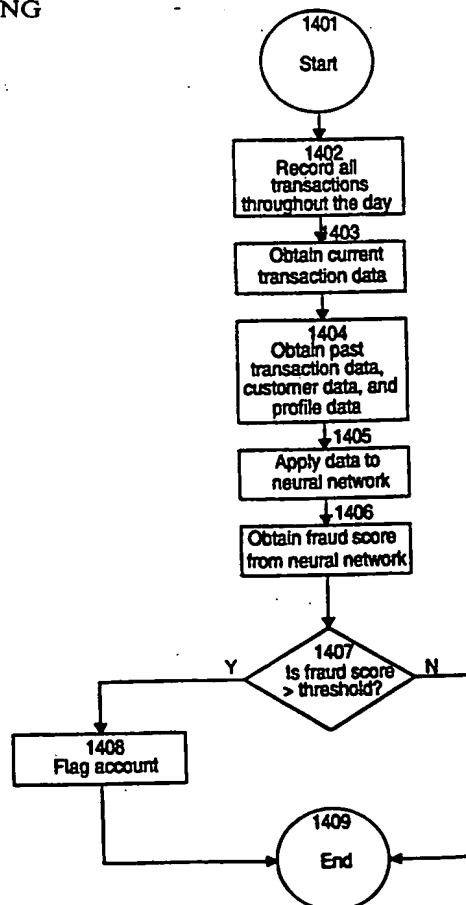 NG
1401
Start
1402
Record all
transactions
throughout the day
1403
Obtain current
transaction data
1404
Obtain past
transaction data,
customer data, and
profile data
1405
Apply data to
neural network
1406
Obtain fraud score
from neural network
1407
Is fraud score
> threshold?
Y
N
1408
Flag account
1409
End